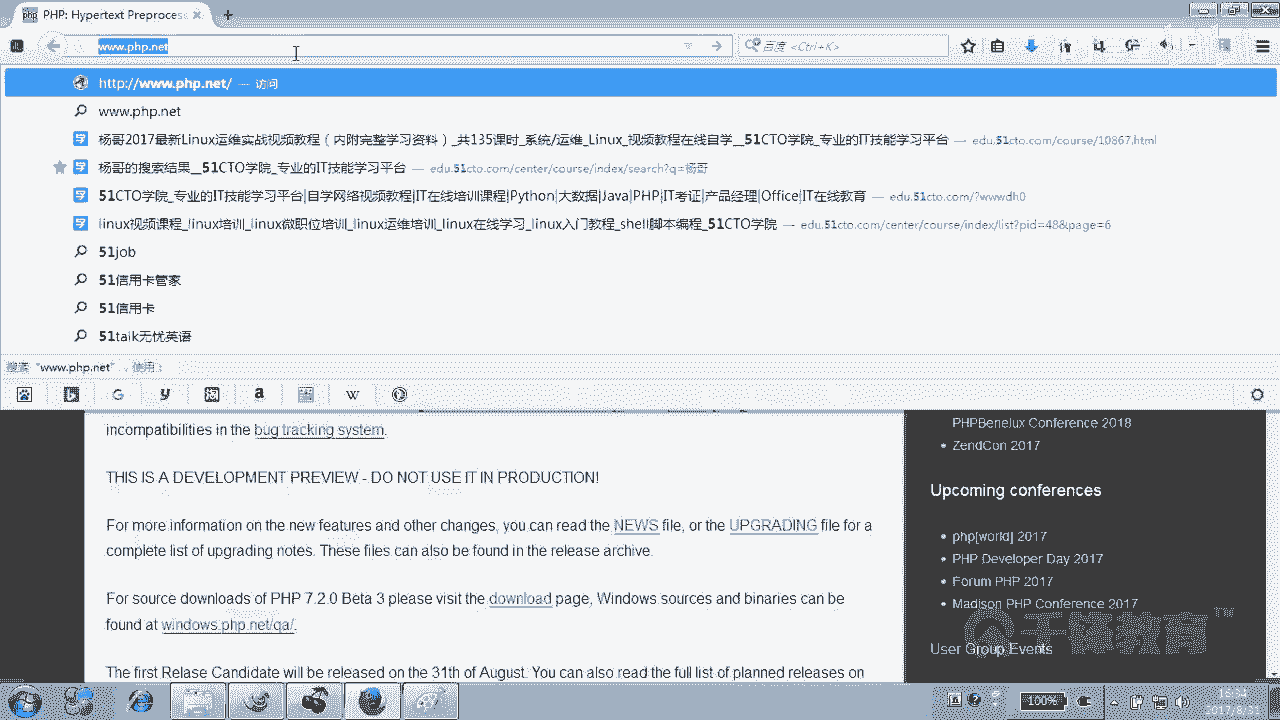 PHP: Hypertext Preproces
www.php.net
http://www.php.net/ — 访问
www.php.net
杨哥2017最新Linux运维实战视频教程（内附完整学习资料）_共135课时_系统/运维_Linux_视频教程在线自学__51CTO学院_专业的IT技能学习平台 — edu.51cto.com/course/10867.html
杨哥的搜索结果__51CTO学院_专业的IT技能学习平台 — edu.51cto.com/center/course/index/search?q=杨哥
51CTO学院_专业的IT技能学习平台|自学网络视频教程|IT在线培训课程|Python|大数据|Java|PHP|IT考证|产品经理|Office|IT在线教育 — edu.51cto.com/?wwwdh0
linux视频课程_linux培训_linux微职位培训_linux运维培训_linux在线学习_linux入门教程_shell脚本编程_51CTO学院 — edu.51cto.com/center/course/index/list?pid=488&page=6
51job
51信用卡管家
51信用卡
51talk无忧英语
搜索 "www.php.net"，使用：
incompatibilities in the bug tracking system.
THIS IS A DEVELOPMENT PREVIEW - DO NOT USE IT IN PRODUCTION!
For more information on the new features and other changes, you can read the NEWS file, or the UPGRADING file for a
complete list of upgrading notes. These files can also be found in the release archive.
For source downloads of PHP 7.2.0 Beta 3 please visit the download page, Windows sources and binaries can be
found at windows.php.net/qa/.
The first Relase Candidate will be released on the 31th of August. You can also read the full list of planned releases on
PHPBenelux Conference 2018
ZendCon 2017
Upcoming conferences
php[world] 2017
PHP Developer Day 2017
Forum PHP 2017
Madison PHP Conference 2017
User Group Events
千锋教育™
100%
16:34
2017/8/31